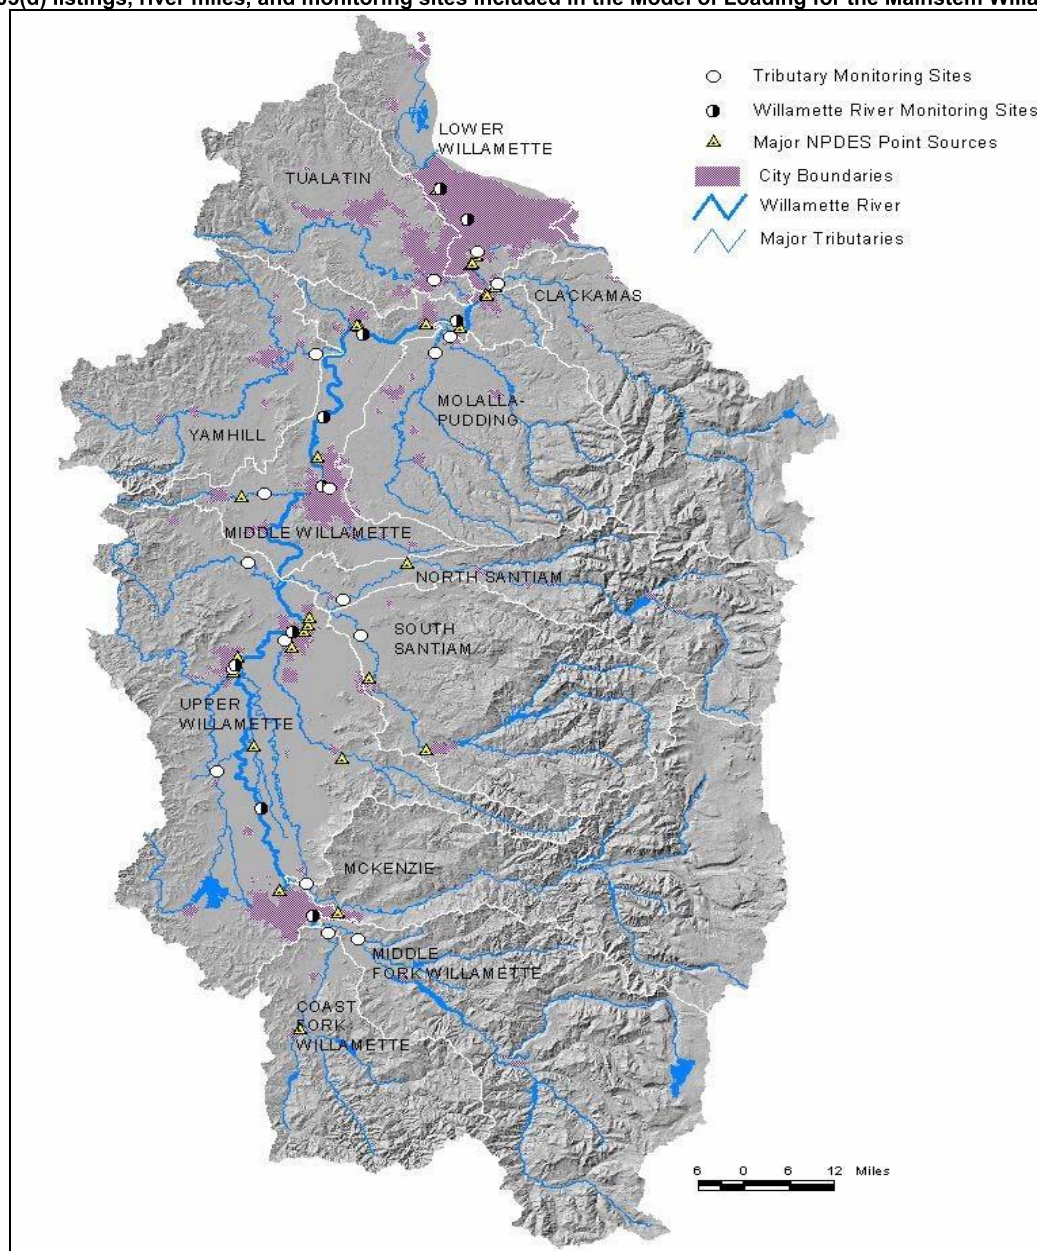 03(d) listings, river miles, and monitoring sites included in the Model of Loading for the Mainstem Willa
Tributary Monitoring Sites
Willamette River Monitoring Sites
Major NPDES Point Sources
City Boundaries
Willamette River
Major Tributaries
LOWER
WILLAMETTE
TUALATIN
CLACKAMAS
MOLALLA-
PUDDING
YAMHILL
MIDDLE WILLAMETTE
NORTH SANTIAM
SOUTH
SANTIAM
UPPER
WILLAMETTE
MCKENZIE
MIDDLE
FORK WILLAMETTE
COAST
FORK
WILLAMETTE
6 0 6 12 Miles